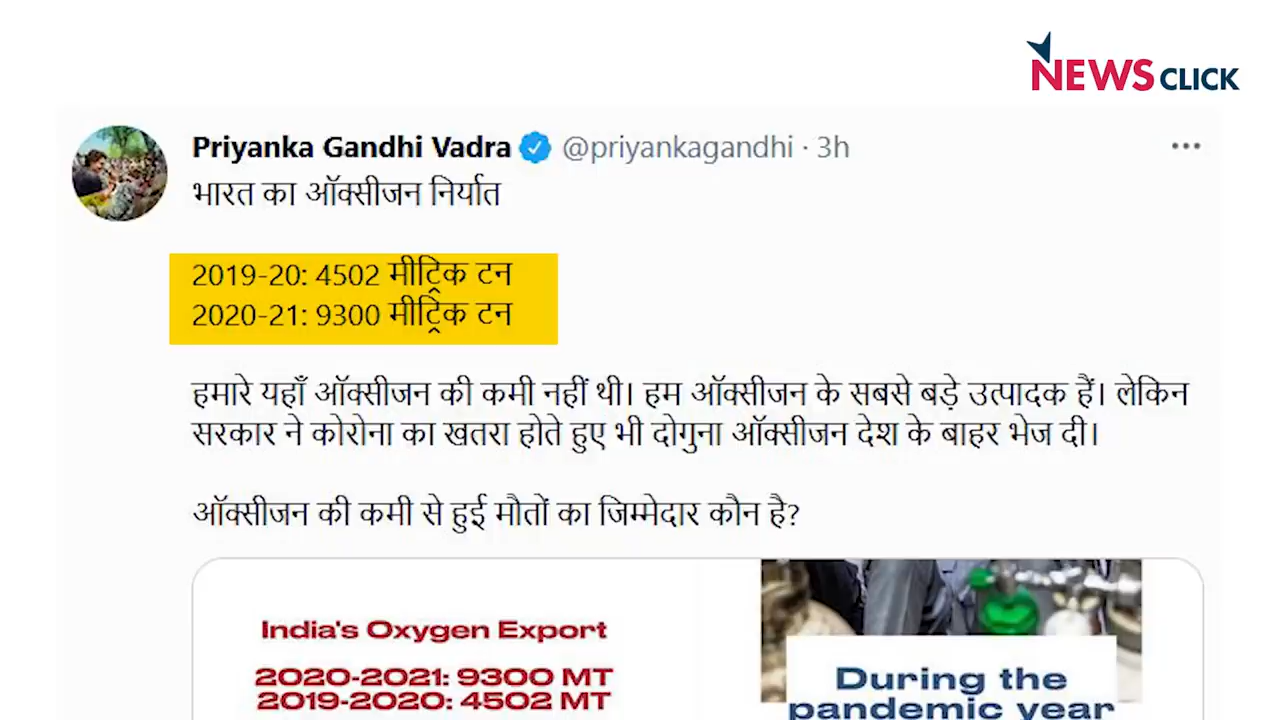 NEWS CLICK
Priyanka Gandhi Vadra @priyankagandhi · 3h
भारत का ऑक्सीजन निर्यात
2019-20: 4502 मीट्रिक टन
2020-21: 9300 मीट्रिक टन
हमारे यहाँ ऑक्सीजन की कमी नहीं थी। हम ऑक्सीजन के सबसे बड़े उत्पादक हैं। लेकिन
सरकार ने कोरोना का खतरा होते हुए भी दोगुना ऑक्सीजन देश के बाहर भेज दी।
ऑक्सीजन की कमी से हुई मौतों का जिम्मेदार कौन है?
India's Oxygen Export
2020-2021: 9300 MT
2019-2020: 4502 MT
During the
pandemic year